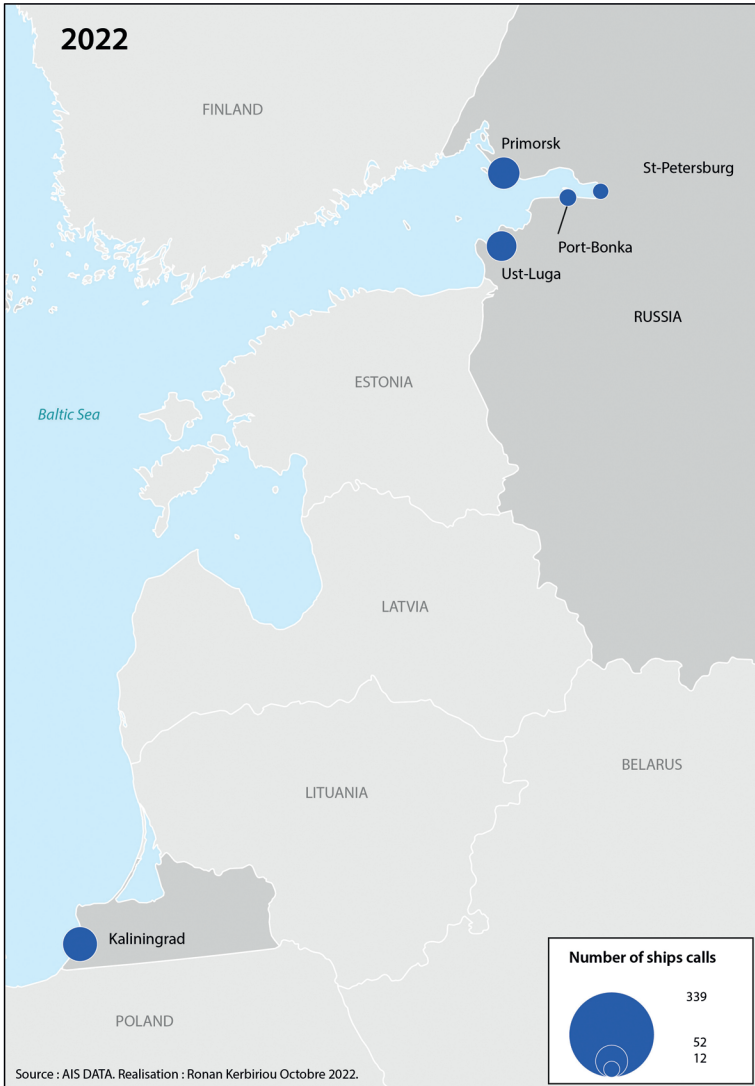 2022
FINLAND
Primorsk
St-Petersburg
Port-Bonka
Ust-Luga
RUSSIA
ESTONIA
Baltic Sea
LATVIA
BELARUS
LITUANIA
Kaliningrad
POLAND
Number of ships calls
339
52
12
Source : AIS DATA. Realisation : Ronan Kerbiriou Octobre 2022.